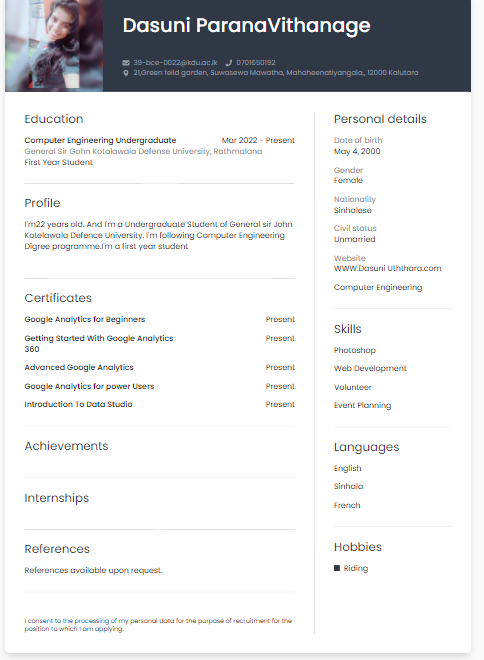 Dasuni ParanaVithanage
39-bce-0022@kdu.ac.lk 0701650192
21,Green feild garden, Suwasewa Mawatha, Mahaheenatiyangala,, 12000 Kalutara
Education
Computer Engineering Undergraduate Mar 2022 - Present
General Sir Gohn Kotalawala Defense University, Rathmalana
First Year Student
Profile
I'm22 years old. And I'm a Undergraduate Student of General sir John
Kotelawala Defence University. I'm following Computer Engineering
Digree programme.I'm a first year student
Certificates
Google Analytics for Beginners Present
Getting Started With Google Analytics Present
360
Advanced Google Analytics Present
Google Analytics for power Users Present
Introduction To Data Studio Present
Achievements
Internships
References
References available upon request.
I consent to the processing of my personal data for the purpose of recruitment for the
position to which I am applying.
Personal details
Date of birth
May 4, 2000
Gender
Female
Nationality
Sinhalese
Civil status
Unmarried
Website
WWW.Dasuni Uththara.com
Computer Engineering
Skills
Photoshop
Web Development
Volunteer
Event Planning
Languages
English
Sinhala
French
Hobbies
Riding